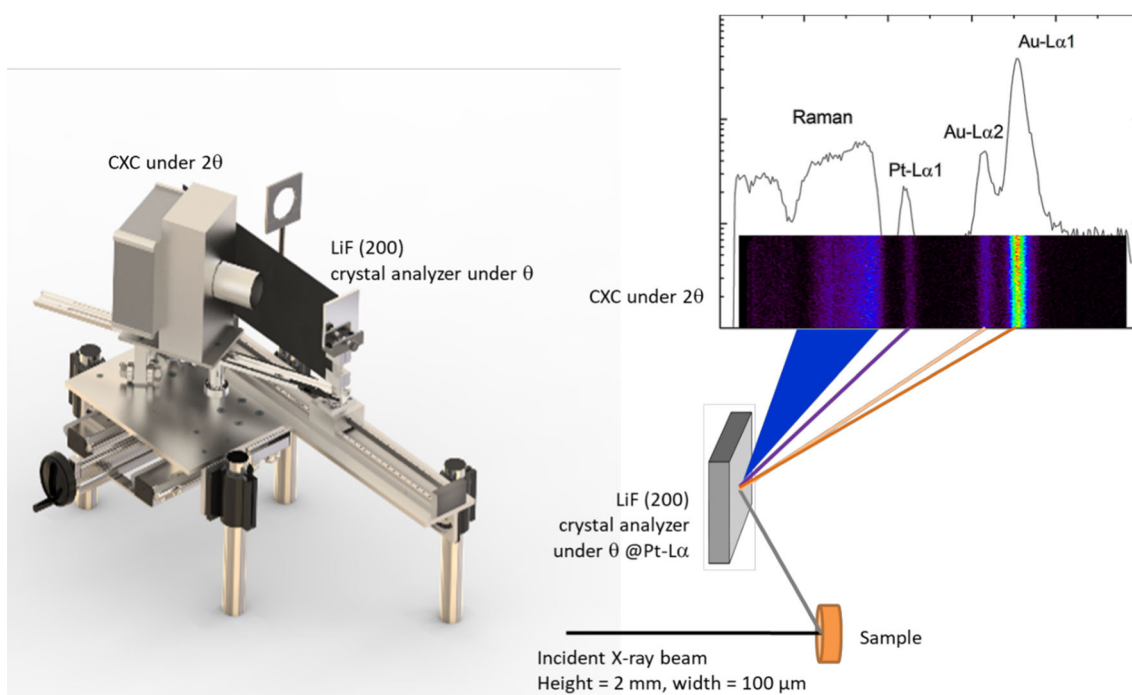 CXC under 2θ
LiF (200)
crystal analyzer under θ
Raman
Pt-Lα1
Au-Lα2
Au-Lα1
CXC under 2θ
LiF (200)
crystal analyzer
under θ @Pt-Lα
Sample
Incident X-ray beam
Height = 2 mm, width = 100 µm